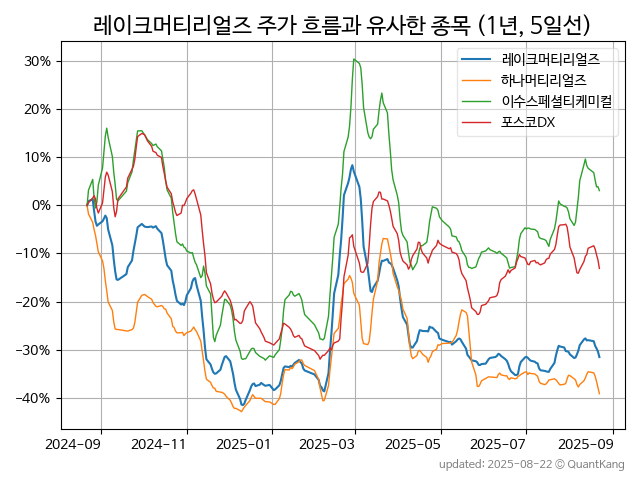 레이크머티리얼즈 주가 흐름과 유사한 종목 (1년, 5일선)
레이크머티리얼즈
하나머티리얼즈
이수스페셜티케미컬
포스코DX
30%
20%
10%
0%
−10%
−20%
−30%
−40%
2024-09 2024-11 2025-01 2025-03 2025-05 2025-07 2025-09
updated: 2025-08-22 © QuantKang